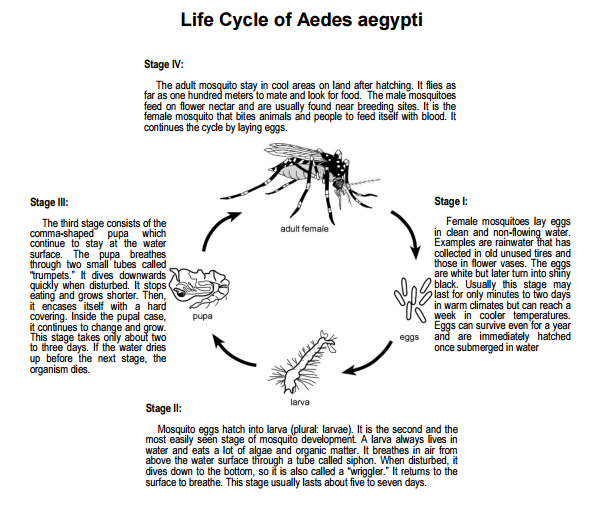 Life Cycle of Aedes aegypti
Stage IV:
The adult mosquito stay in cool areas on land after hatching. It flies as
far as one hundred meters to mate and look for food. The male mosquitoes
feed on flower nectar and are usually found near breeding sites. It is the
female mosquito that bites animals and people to feed itself with blood. It
continues the cycle by laying eggs.
adult female
Stage I:
Female mosquitoes lay eggs
in clean and non-flowing water.
Examples are rainwater that has
collected in old unused tires and
those in flower vases. The eggs
are white but later turn into shiny
black. Usually this stage may
last for only minutes to two days
in warm climates but can reach a
week in cooler temperatures.
Eggs can survive even for a year
and are immediately hatched
once submerged in water
eggs
Stage III:
The third stage consists of the
comma-shaped pupa which
continue to stay at the water
surface. The pupa breathes
through two small tubes called
“trumpets.” It dives downwards
quickly when disturbed. It stops
eating and grows shorter. Then,
it encases itself with a hard
covering. Inside the pupal case,
it continues to change and grow.
This stage takes only about two
to three days. If the water dries
up before the next stage, the
organism dies.
pupa
larva
Stage II:
Mosquito eggs hatch into larva (plural: larvae). It is the second and the
most easily seen stage of mosquito development. A larva always lives in
water and eats a lot of algae and organic matter. It breathes in air from
above the water surface through a tube called siphon. When disturbed, it
dives down to the bottom, so it is also called a “wriggler.” It returns to the
surface to breathe. This stage usually lasts about five to seven days.